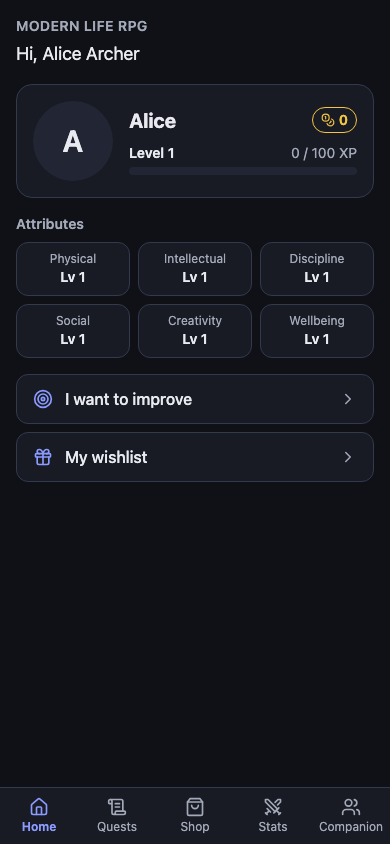 MODERN LIFE RPG
Hi, Alice Archer
A
Alice
0
Level 1
0 / 100 XP
Attributes
Physical
Lv 1
Intellectual
Lv 1
Discipline
Lv 1
Social
Lv 1
Creativity
Lv 1
Wellbeing
Lv 1
I want to improve
My wishlist
Home
Quests
Shop
Stats
Companion